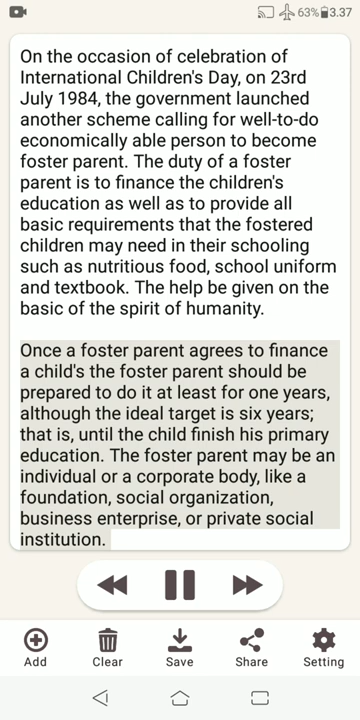 63% 3.37
On the occasion of celebration of
International Children's Day, on 23rd
July 1984, the government launched
another scheme calling for well-to-do
economically able person to become
foster parent. The duty of a foster
parent is to finance the children's
education as well as to provide all
basic requirements that the fostered
children may need in their schooling
such as nutritious food, school uniform
and textbook. The help be given on the
basic of the spirit of humanity.
Once a foster parent agrees to finance
a child's the foster parent should be
prepared to do it at least for one years,
although the ideal target is six years;
that is, until the child finish his primary
education. The foster parent may be an
individual or a corporate body, like a
foundation, social organization,
business enterprise, or private social
institution.
Add Clear Save Share Setting